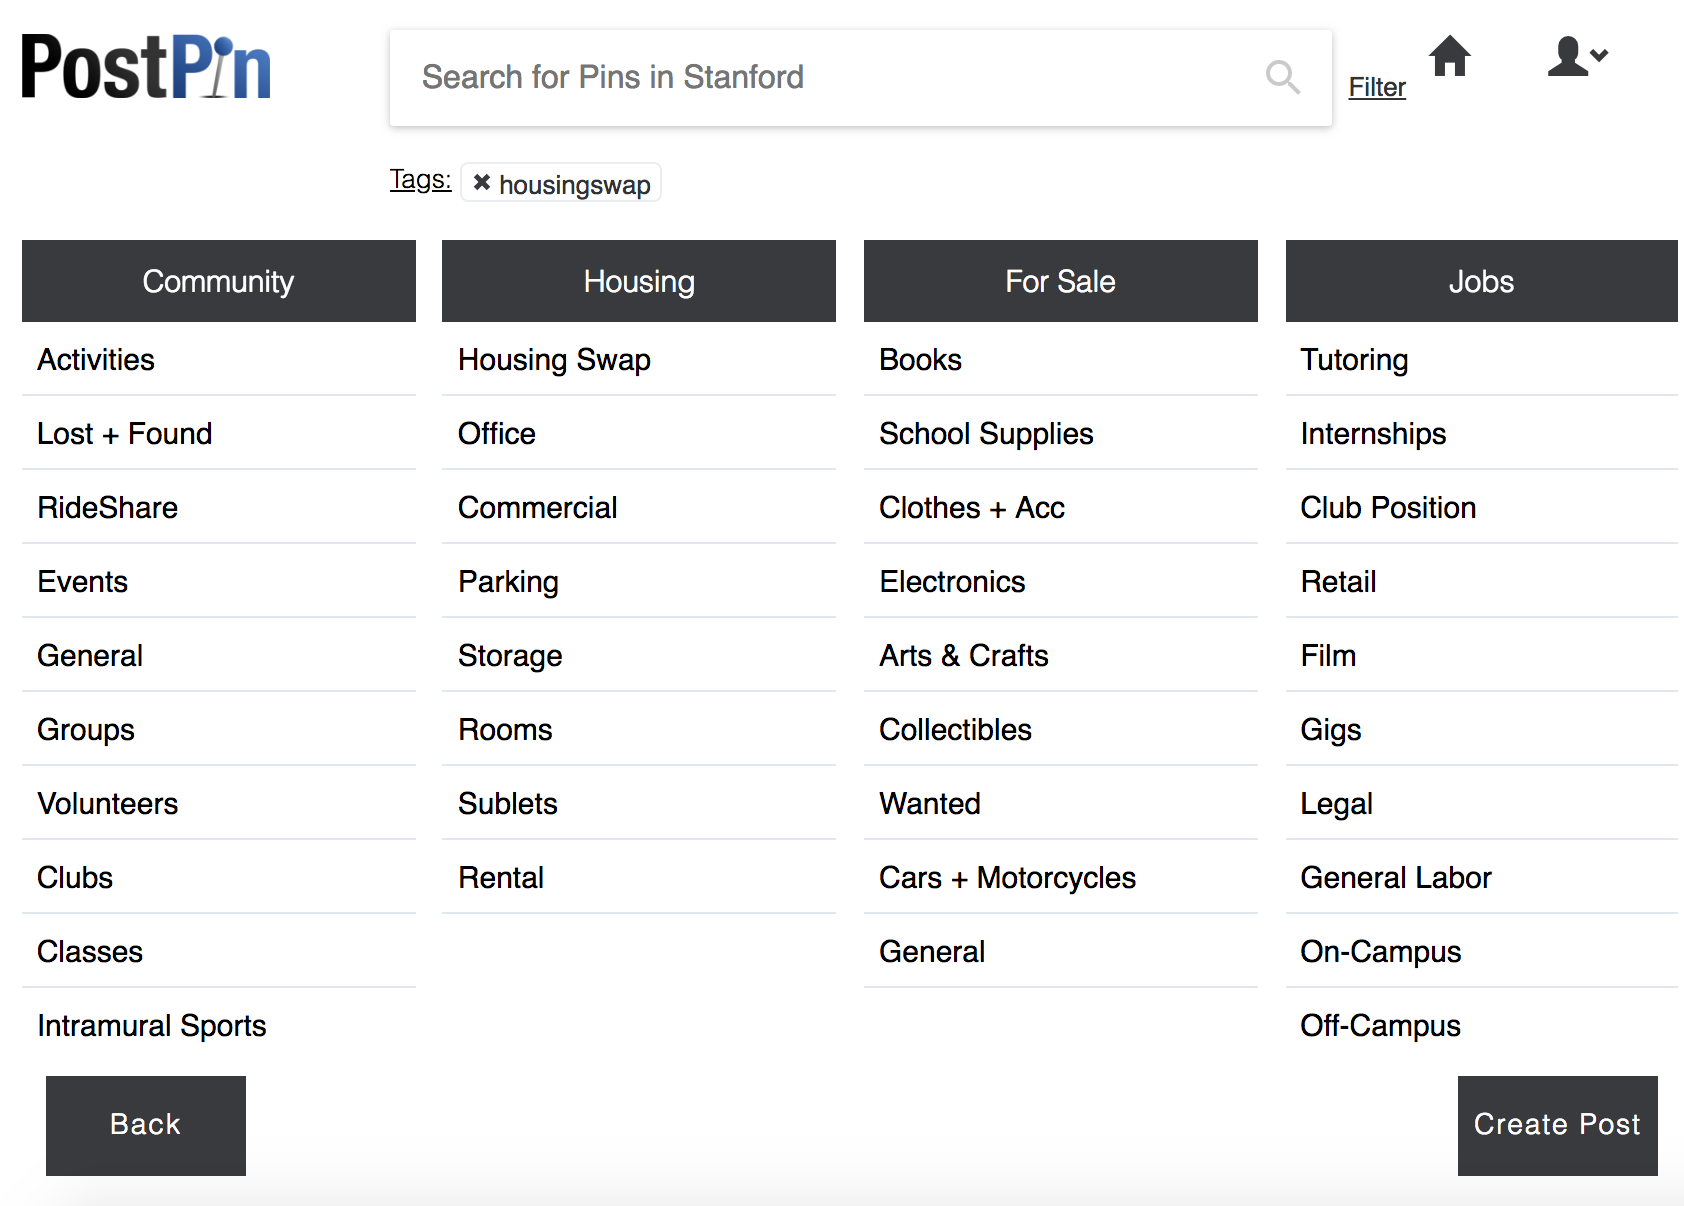 PostPin
Search for Pins in Stanford
Filter
Tags: ✖ housingswap
Community
Activities
Lost + Found
RideShare
Events
General
Groups
Volunteers
Clubs
Classes
Intramural Sports
Housing
Housing Swap
Office
Commercial
Parking
Storage
Rooms
Sublets
Rental
For Sale
Books
School Supplies
Clothes + Acc
Electronics
Arts & Crafts
Collectibles
Wanted
Cars + Motorcycles
General
Jobs
Tutoring
Internships
Club Position
Retail
Film
Gigs
Legal
General Labor
On-Campus
Off-Campus
Back
Create Post